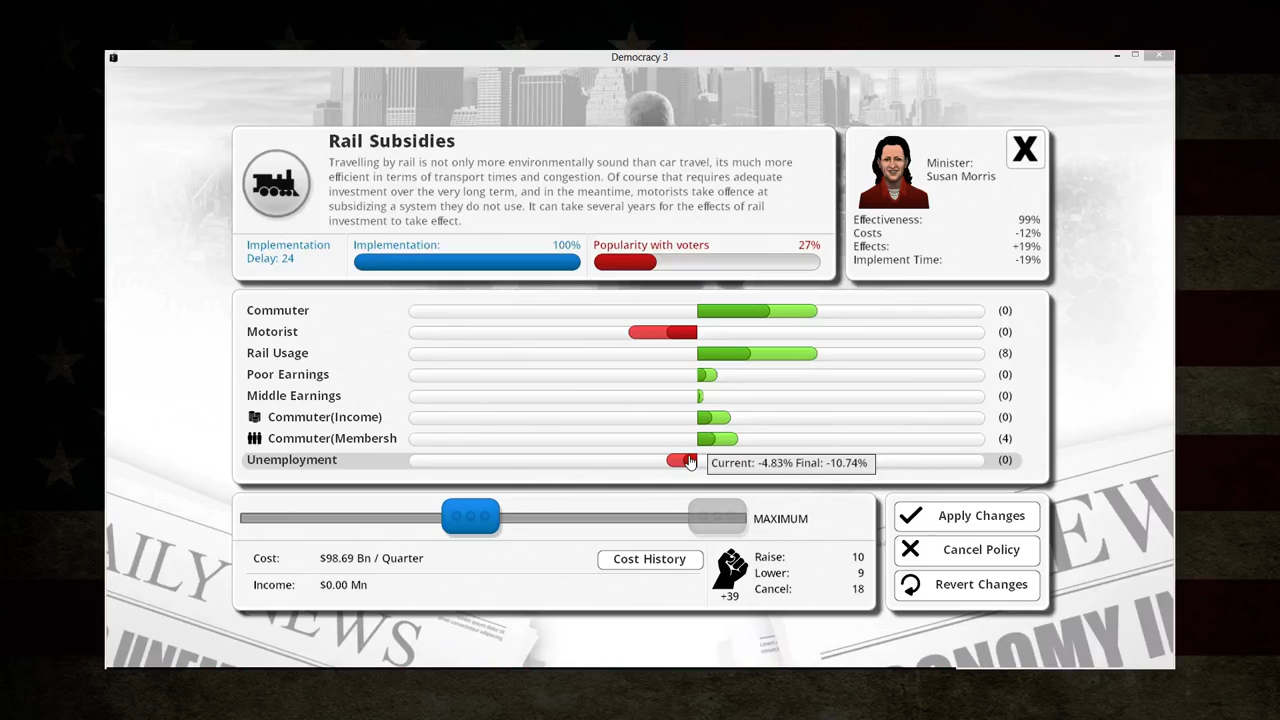 Democracy 3
Rail Subsidies
Travelling by rail is not only more environmentally sound than car travel, its much more
efficient in terms of transport times and congestion. Of course that requires adequate
investment over the very long term, and in the meantime, motorists take offence at
subsidizing a system they do not use. It can take several years for the effects of rail
investment to take effect.
Implementation
Delay: 24
Implementation: 100%
Popularity with voters 27%
Minister:
Susan Morris
X
Effectiveness: 99%
Costs -12%
Effects: +19%
Implement Time: -19%
Commuter (0)
Motorist (0)
Rail Usage (8)
Poor Earnings (0)
Middle Earnings (0)
Commuter(Income) (0)
Commuter(Membersh (4)
Unemployment Current: -4.83% Final: -10.74% (0)
MAXIMUM
Cost: $98.69 Bn / Quarter
Cost History
Income: $0.00 Mn
+39
Raise: 10
Lower: 9
Cancel: 18
Apply Changes
Cancel Policy
Revert Changes
AILY NEWS
NEW
ONOMY I